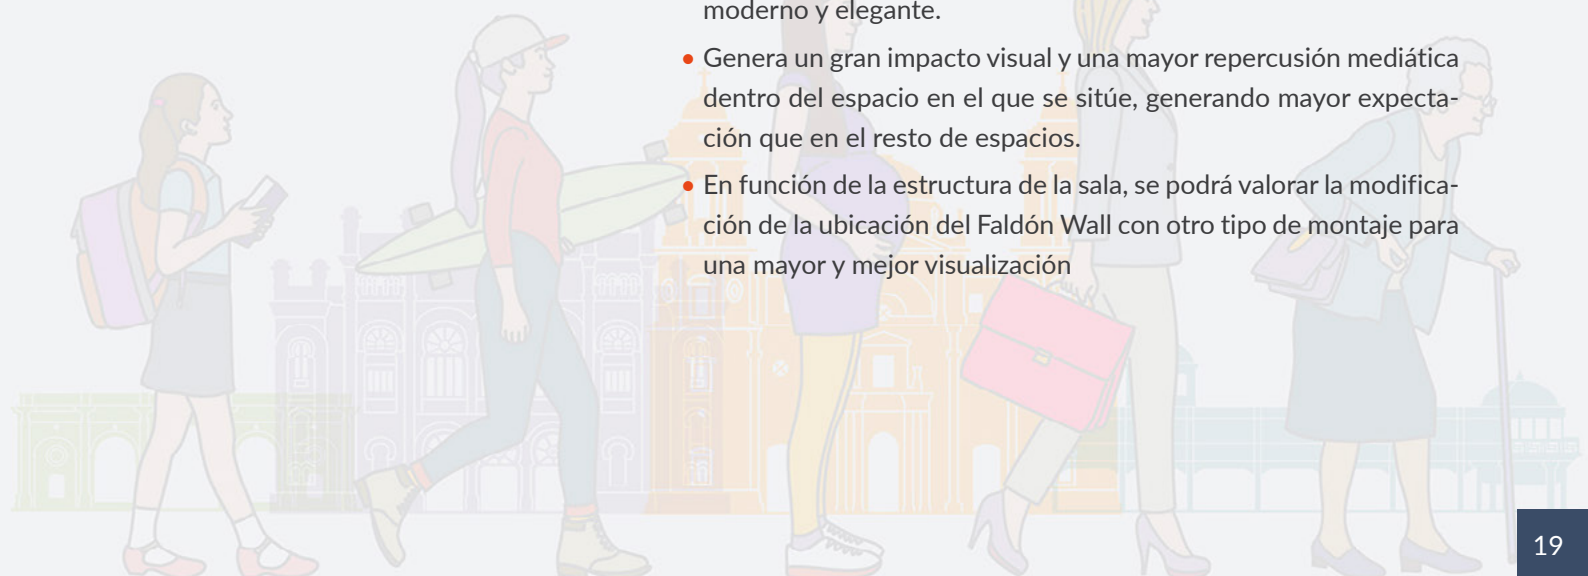 moderno y elegante.
• Genera un gran impacto visual y una mayor repercusión mediática
dentro del espacio en el que se sitúe, generando mayor expecta-
ción que en el resto de espacios.
• En función de la estructura de la sala, se podrá valorar la modifica-
ción de la ubicación del Faldón Wall con otro tipo de montaje para
una mayor y mejor visualización
19